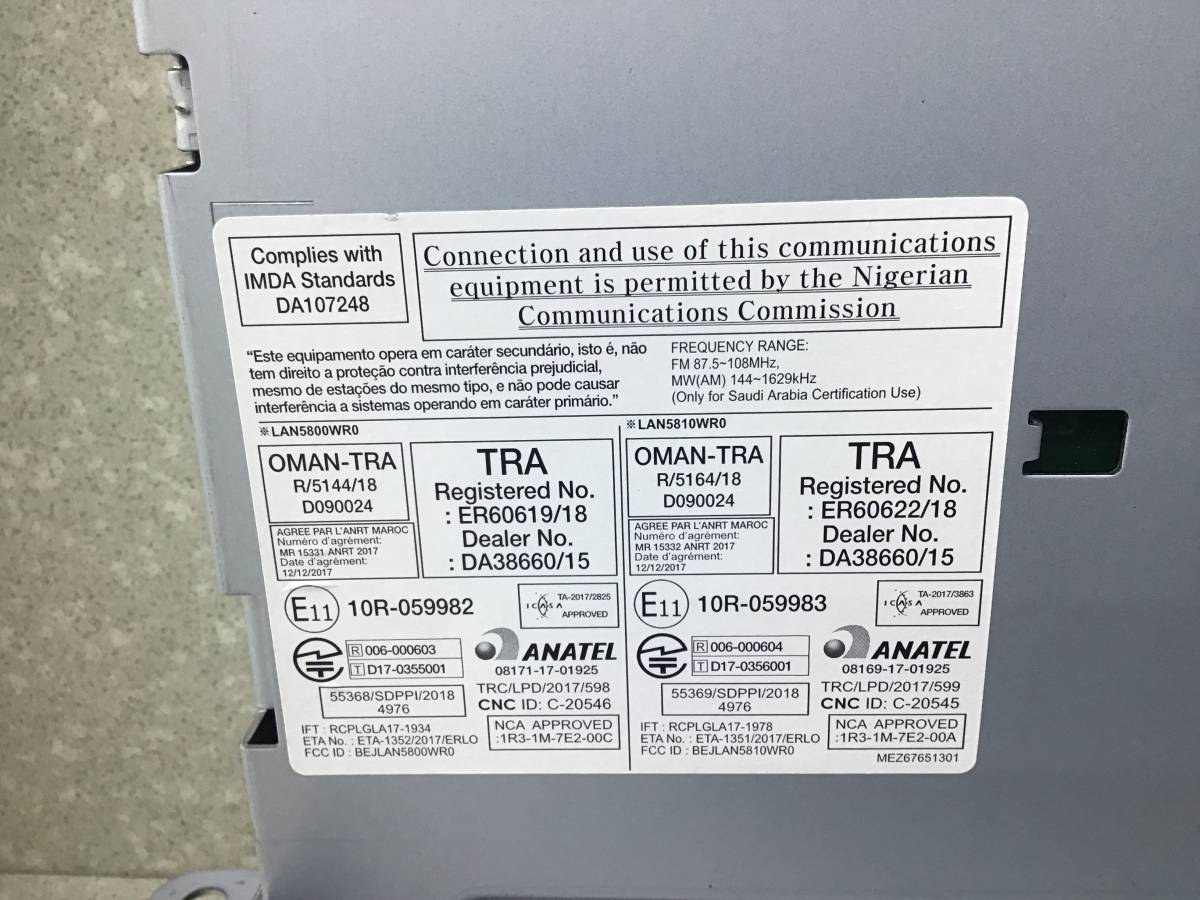 Complies with
IMDA Standards
DA107248
Connection and use of this communications
equipment is permitted by the Nigerian
Communications Commission
“Este equipamento opera em caráter secundário, isto é, não
tem direito a proteção contra interferência prejudicial,
mesmo de estações do mesmo tipo, e não pode causar
interferência a sistemas operando em caráter primário.”
FREQUENCY RANGE:
FM 87.5~108MHz,
MW(AM) 144~1629kHz
(Only for Saudi Arabia Certification Use)
※LAN5800WR0
OMAN-TRA
R/5144/18
D090024
TRA
Registered No.
: ER60619/18
Dealer No.
: DA38660/15
AGREE PAR L'ANRT MAROC
Numéro d'agrément:
MR 15331 ANRT 2017
Date d'agrément:
12/12/2017
E11 10R-059982
ICASA TA-2017/2825
APPROVED
R 006-000603
T D17-0355001
ANATEL
08171-17-01925
55368/SDPPI/2018
4976
TRC/LPD/2017/598
CNC ID: C-20546
IFT : RCPLGLA17-1934
ETA No. : ETA-1352/2017/ERLO
FCC ID : BEJLAN5800WR0
NCA APPROVED
:1R3-1M-7E2-00C
※LAN5810WR0
OMAN-TRA
R/5164/18
D090024
TRA
Registered No.
: ER60622/18
Dealer No.
: DA38660/15
AGREE PAR L'ANRT MAROC
Numéro d'agrément:
MR 15332 ANRT 2017
Date d'agrément:
12/12/2017
E11 10R-059983
ICASA TA-2017/3863
APPROVED
R 006-000604
T D17-0356001
ANATEL
08169-17-01925
55369/SDPPI/2018
4976
TRC/LPD/2017/599
CNC ID: C-20545
IFT : RCPLGLA17-1978
ETA No. : ETA-1351/2017/ERLO
FCC ID : BEJLAN5810WR0
NCA APPROVED
:1R3-1M-7E2-00A
MEZ67651301